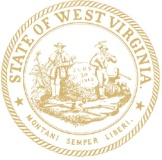 STATE OF WEST VIRGINIA.
MONTANI SEMPER LIBERI.